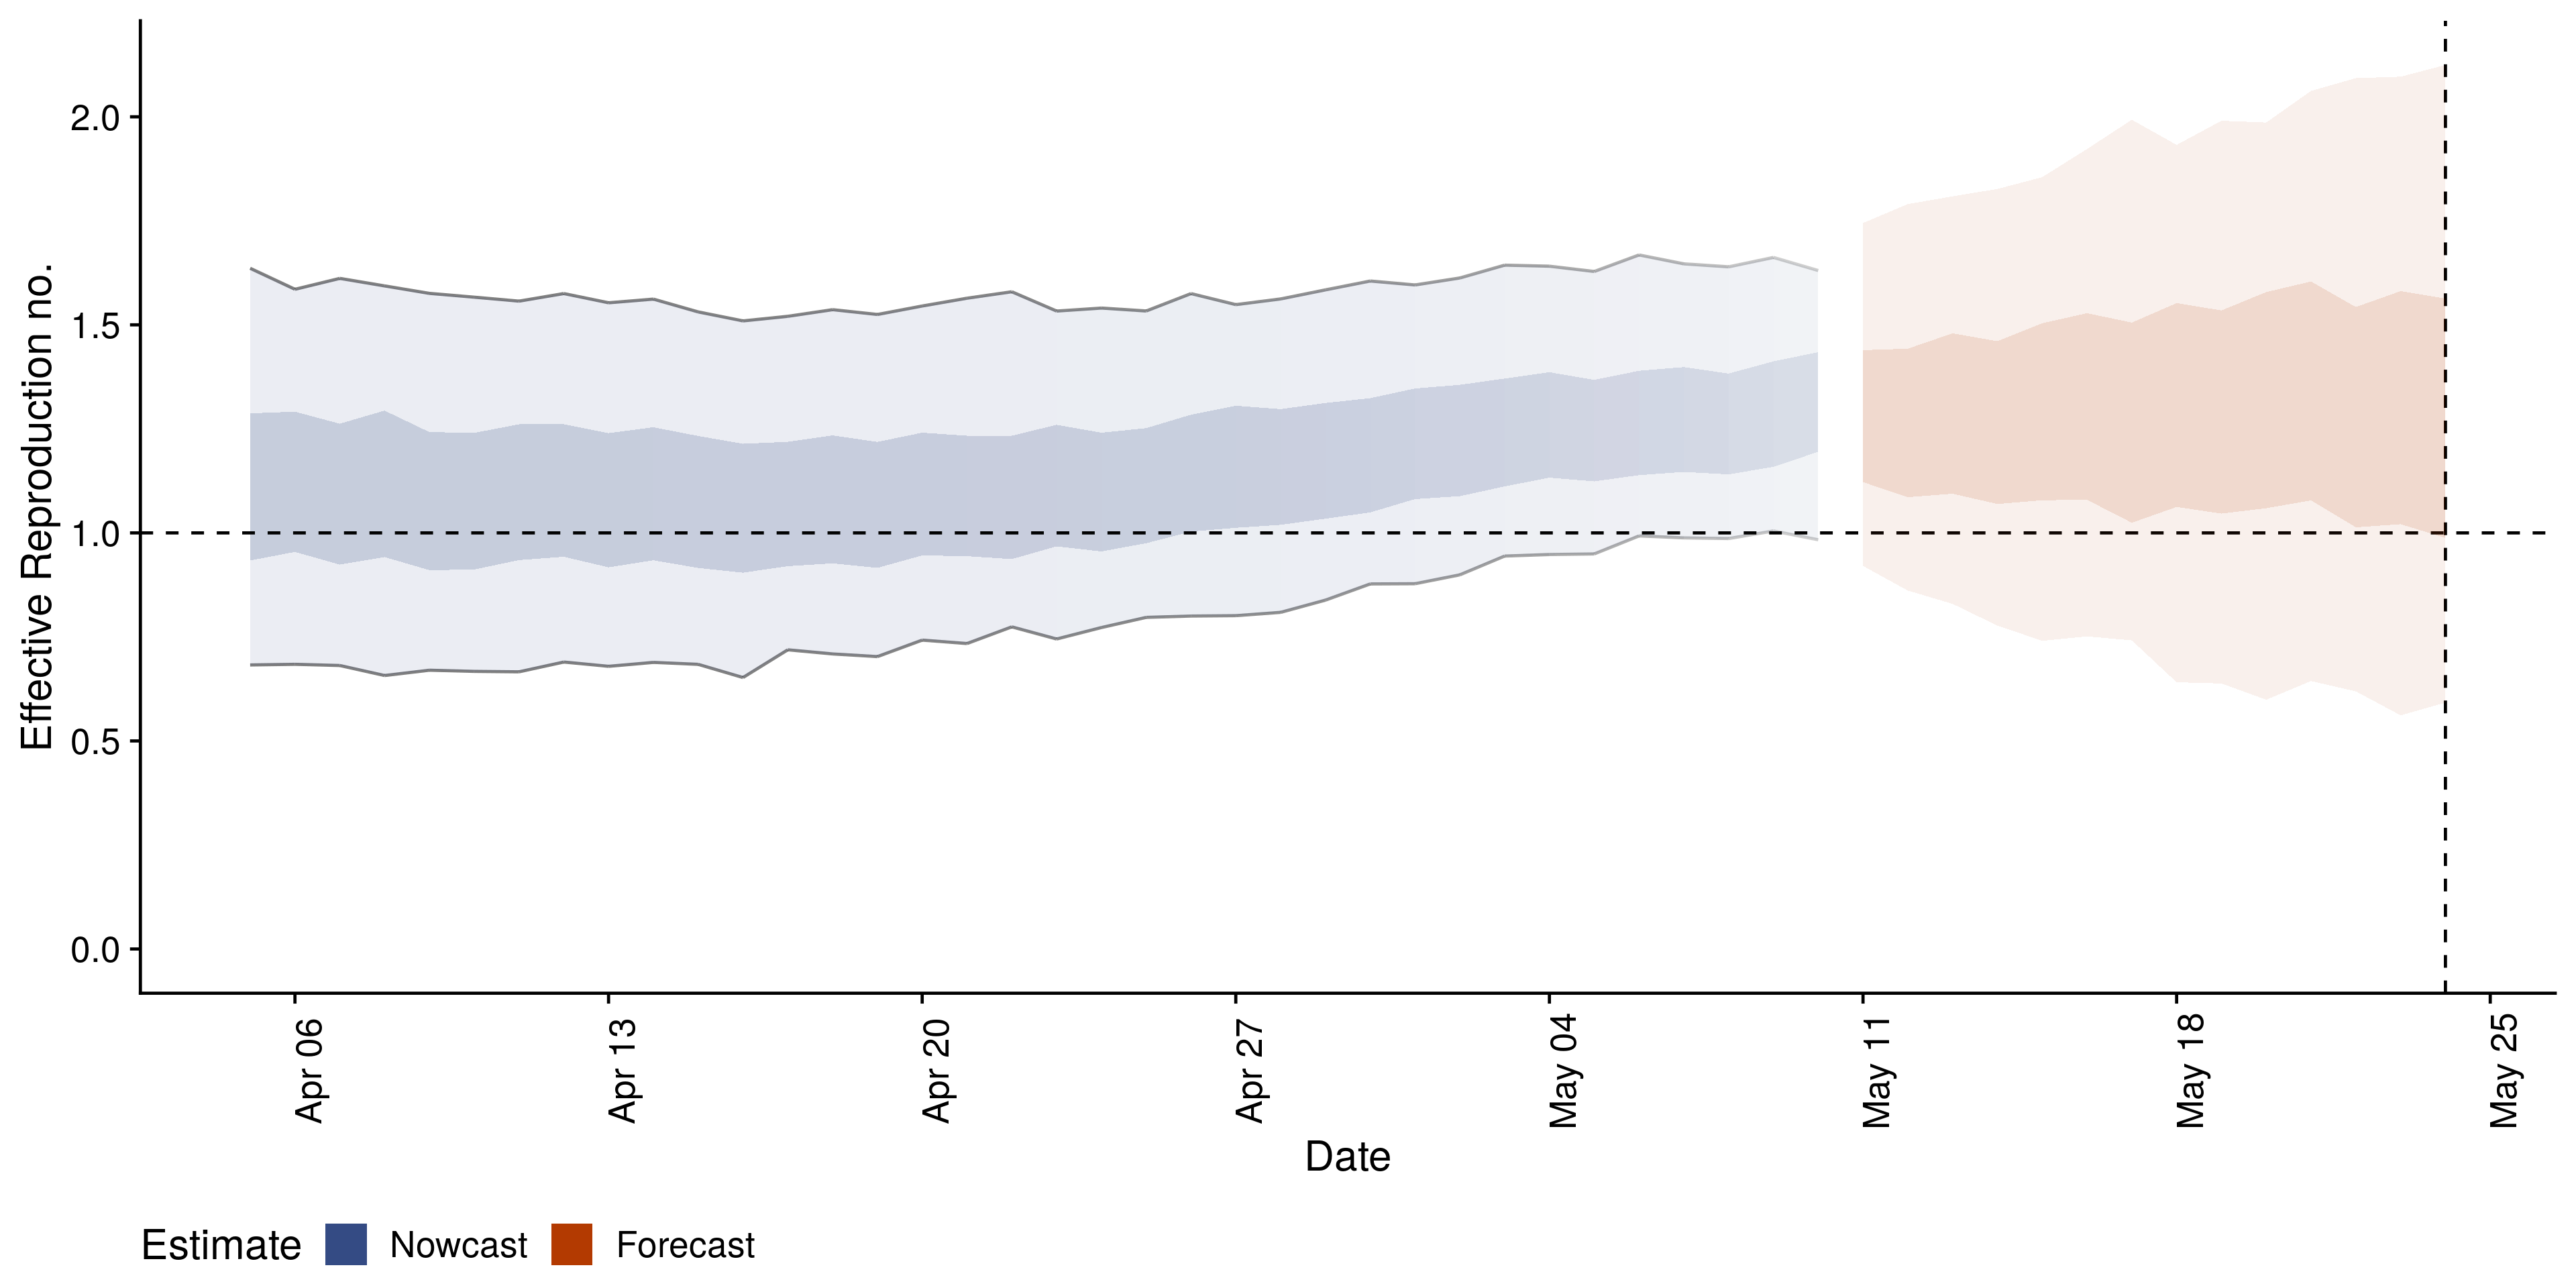 Effective Reproduction no.
2.0
1.5
1.0
0.5
0.0
Apr 06
Apr 13
Apr 20
Apr 27
May 04
May 11
May 18
May 25
Date
Estimate Nowcast Forecast